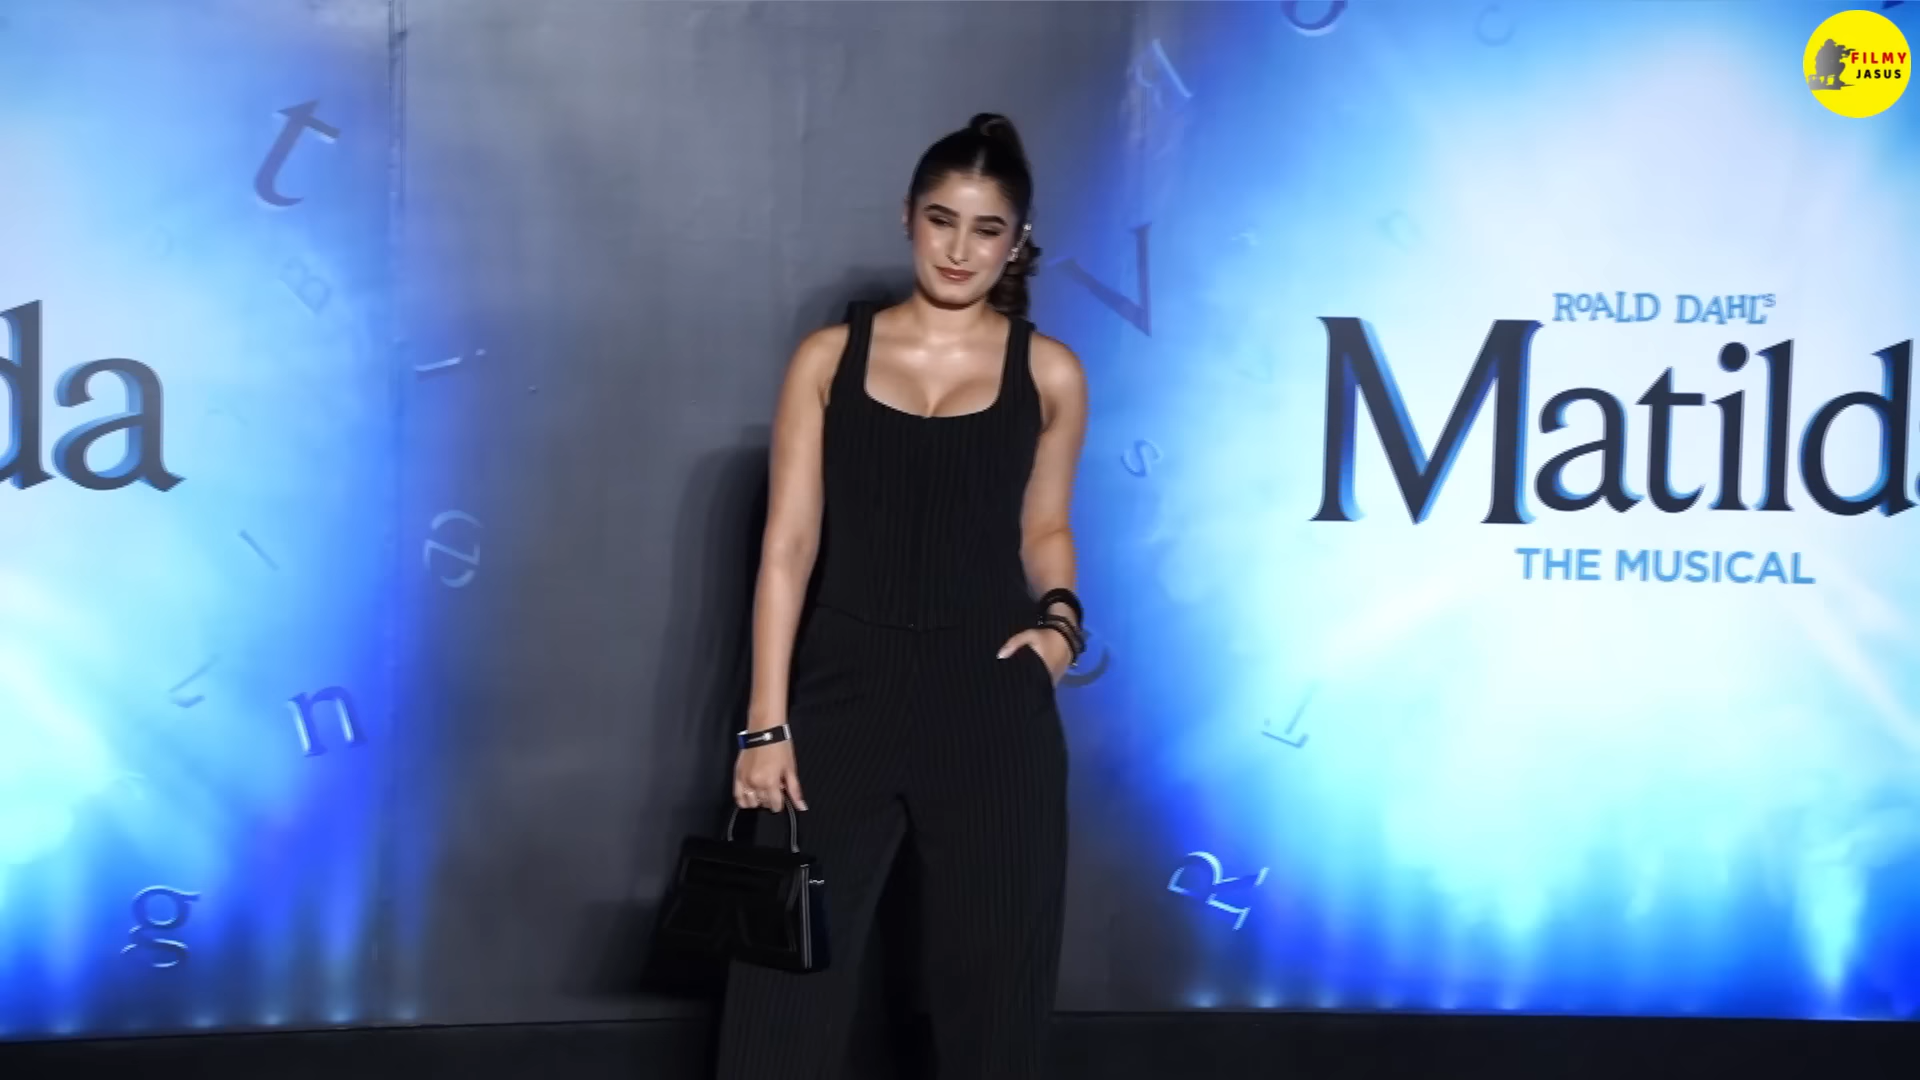 FILMY
JASUS
da
ROALD DAHL'S
Matilda
THE MUSICAL
t
n
g
V
s
R